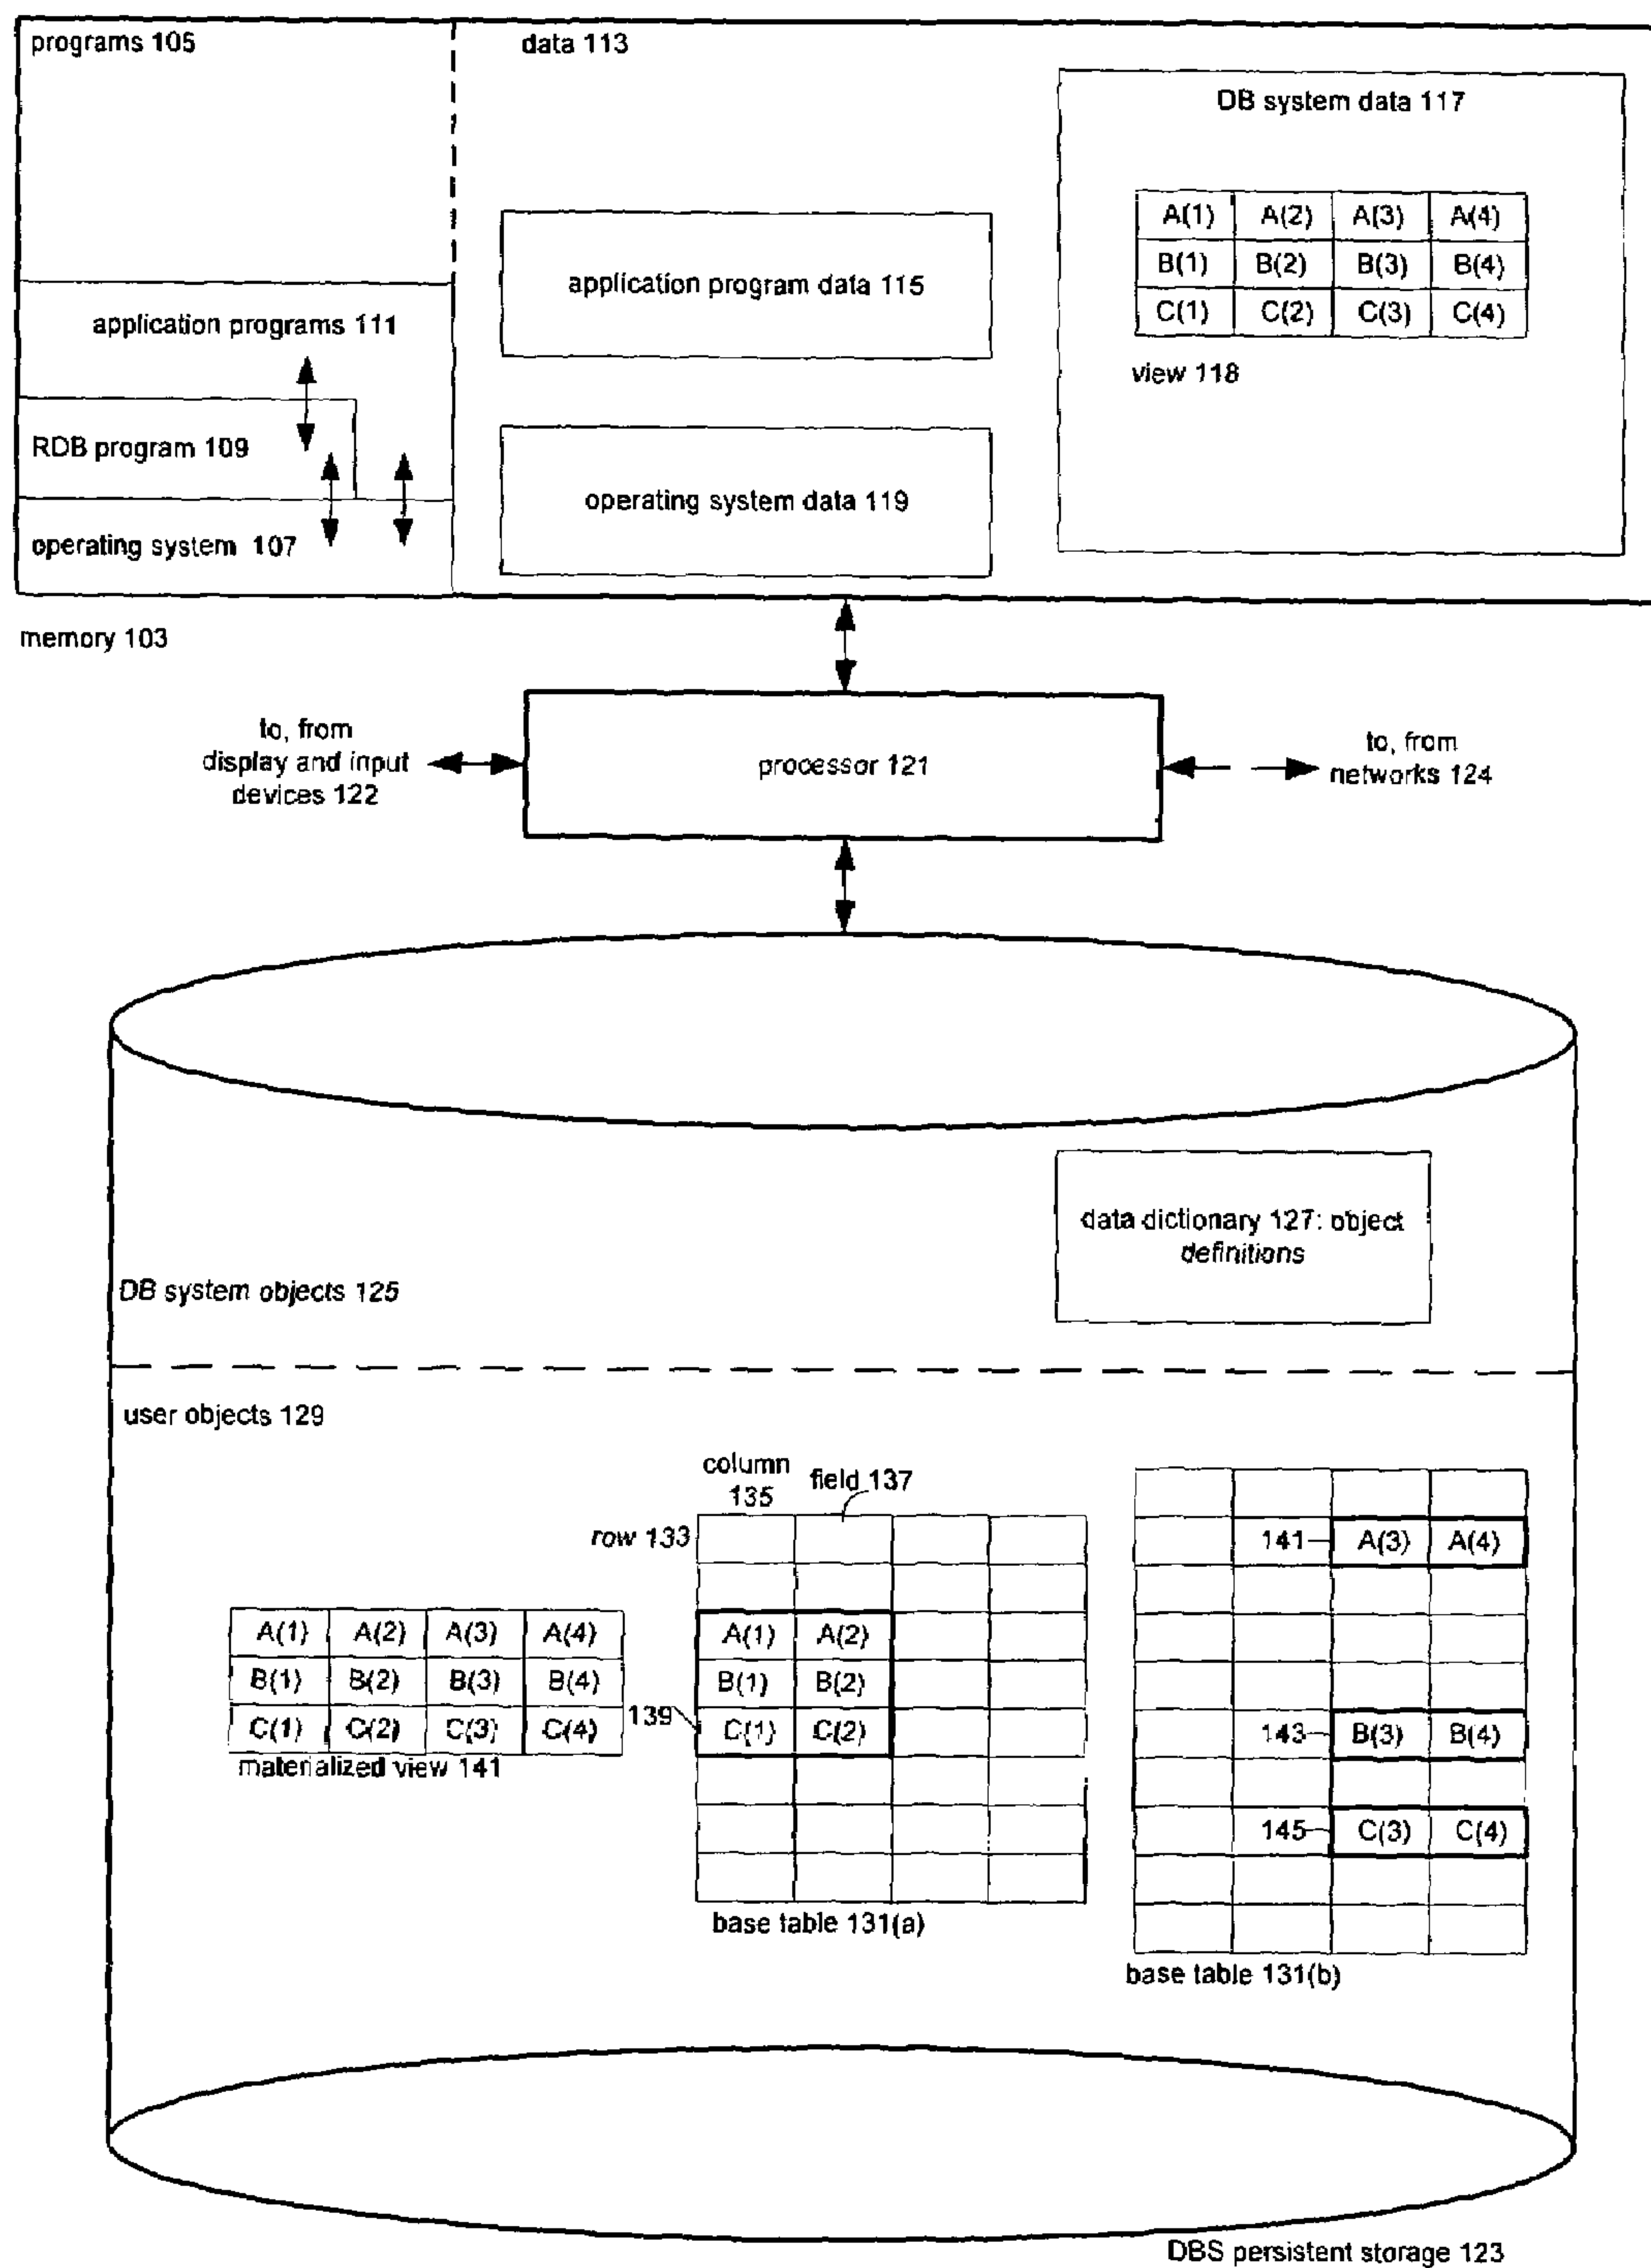 programs 105
data 113
DB system data 117
A(1) A(2) A(3) A(4)
B(1) B(2) B(3) B(4)
C(1) C(2) C(3) C(4)
view 118
application program data 115
application programs 111
RDB program 109
operating system data 119
operating system 107
memory 103
to, from
display and input
devices 122
processor 121
to, from
networks 124
data dictionary 127: object
definitions
DB system objects 125
user objects 129
column
135
field 137
row 133
A(1) A(2) A(3) A(4)
B(1) B(2) B(3) B(4)
C(1) C(2) C(3) C(4)
materialized view 141
139
A(1) A(2)
B(1) B(2)
C(1) C(2)
base table 131(a)
141 A(3) A(4)
143 B(3) B(4)
145 C(3) C(4)
base table 131(b)
DBS persistent storage 123